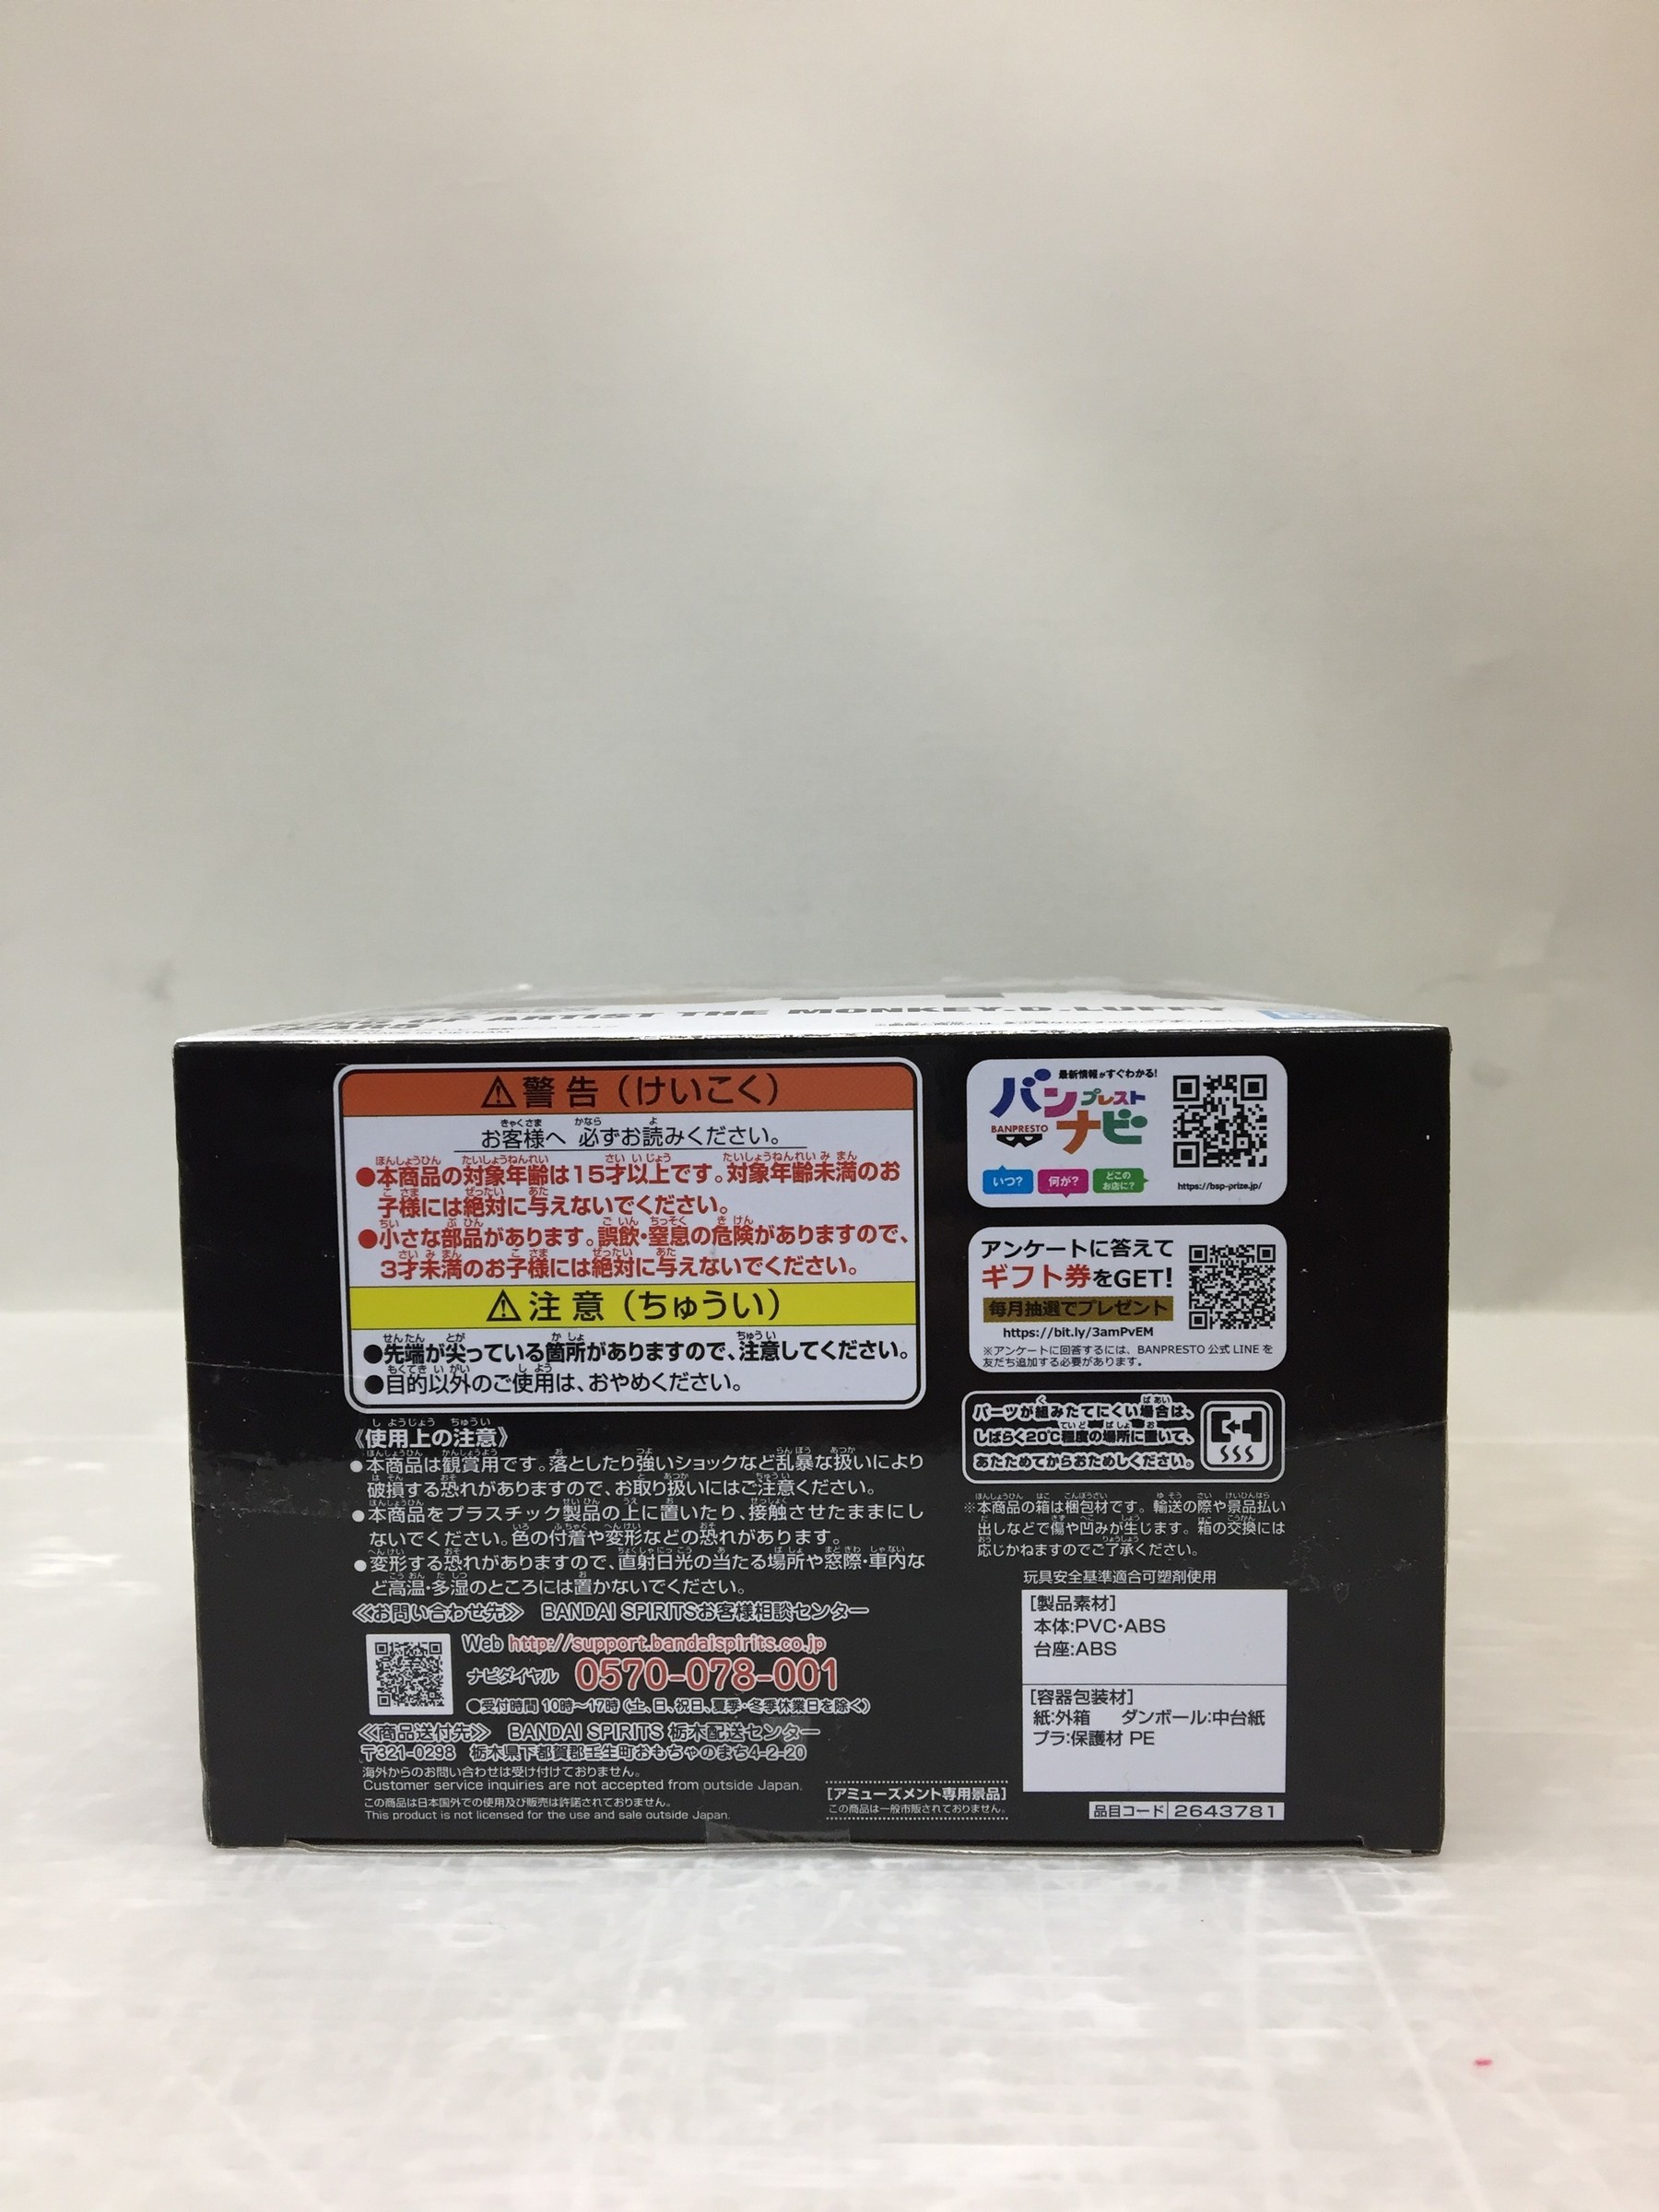 OF ARTIST THE MONKEY.D.LUFFY
警告（けいこく）
お客様へ 必ずお読みください。
●本商品の対象年齢は15才以上です。対象年齢未満のお
子様には絶対に与えないでください。
●小さな部品があります。誤飲・窒息の危険がありますので、
3才未満のお子様には絶対に与えないでください。
注意（ちゅうい）
●先端が尖っている箇所がありますので、注意してください。
●目的以外のご使用は、おやめください。
《使用上の注意》
●本商品は観賞用です。落としたり強いショックなど乱暴な扱いにより
破損する恐れがありますので、お取り扱いにはご注意ください。
●本商品をプラスチック製品の上に置いたり、接触させたままにし
ないでください。色の付着や変形などの恐れがあります。
●変形する恐れがありますので、直射日光の当たる場所や窓際・車内な
ど高温・多湿のところには置かないでください。
《お問い合わせ先》 BANDAI SPIRITSお客様相談センター
Web http://support.bandaispirits.co.jp
ナビダイヤル 0570-078-001
●受付時間 10時〜17時（土、日、祝日、夏季・冬季休業日を除く）
《商品送付先》 BANDAI SPIRITS 栃木配送センター
〒321-0298 栃木県下都賀郡壬生町おもちゃのまち4-2-20
海外からのお問い合わせは受け付けておりません。
Customer service inquiries are not accepted from outside Japan.
この商品は日本国外での使用及び販売は許諾されておりません。
This product is not licensed for the use and sale outside Japan.
[アミューズメント専用景品]
この商品は一般市販されておりません。
最新情報がすぐわかる!
バンプレスト
BANPRESTO
ナビ
いつ?
何が?
どこの
お店に?
https://bsp-prize.jp/
アンケートに答えて
ギフト券をGET!
毎月抽選でプレゼント
https://bit.ly/3amPvEM
※アンケートに回答するには、BANPRESTO 公式 LINE を
友だち追加する必要があります。
パーツが組みたてにくい場合は、
しばらく20℃程度の場所に置いて、
あたためてからおためしください。
※本商品の箱は梱包材です。輸送の際や景品払い
出しなどで傷や凹みが生じます。箱の交換には
応じかねますのでご了承ください。
玩具安全基準適合可塑剤使用
[製品素材]
本体:PVC・ABS
台座:ABS
[容器包装材]
紙:外箱 ダンボール:中台紙
プラ:保護材 PE
品目コード 2643781